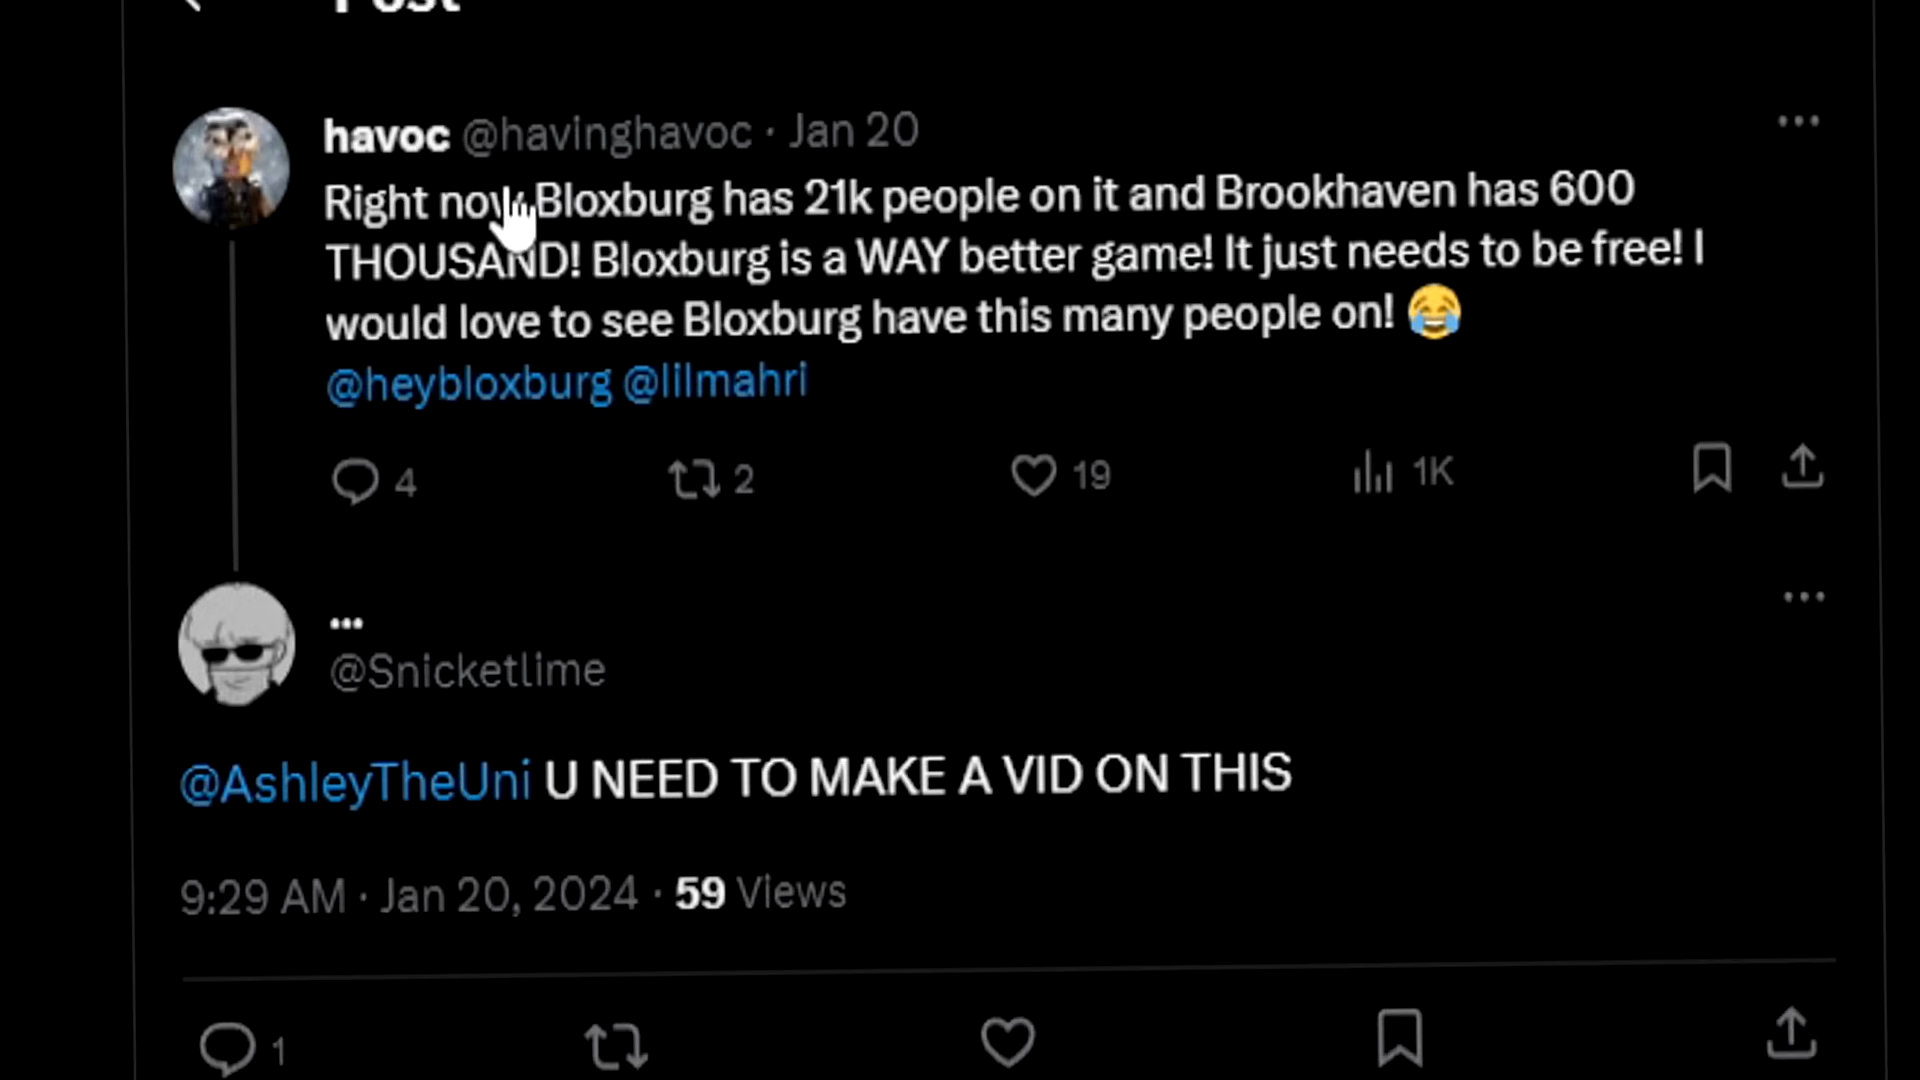 Post
havoc @havinghavoc · Jan 20
Right now Bloxburg has 21k people on it and Brookhaven has 600
THOUSAND! Bloxburg is a WAY better game! It just needs to be free! I
would love to see Bloxburg have this many people on! 😂
@heybloxburg @lilmahri
4 2 19 1K
...
@Snicketlime
@AshleyTheUni U NEED TO MAKE A VID ON THIS
9:29 AM · Jan 20, 2024 · 59 Views
1